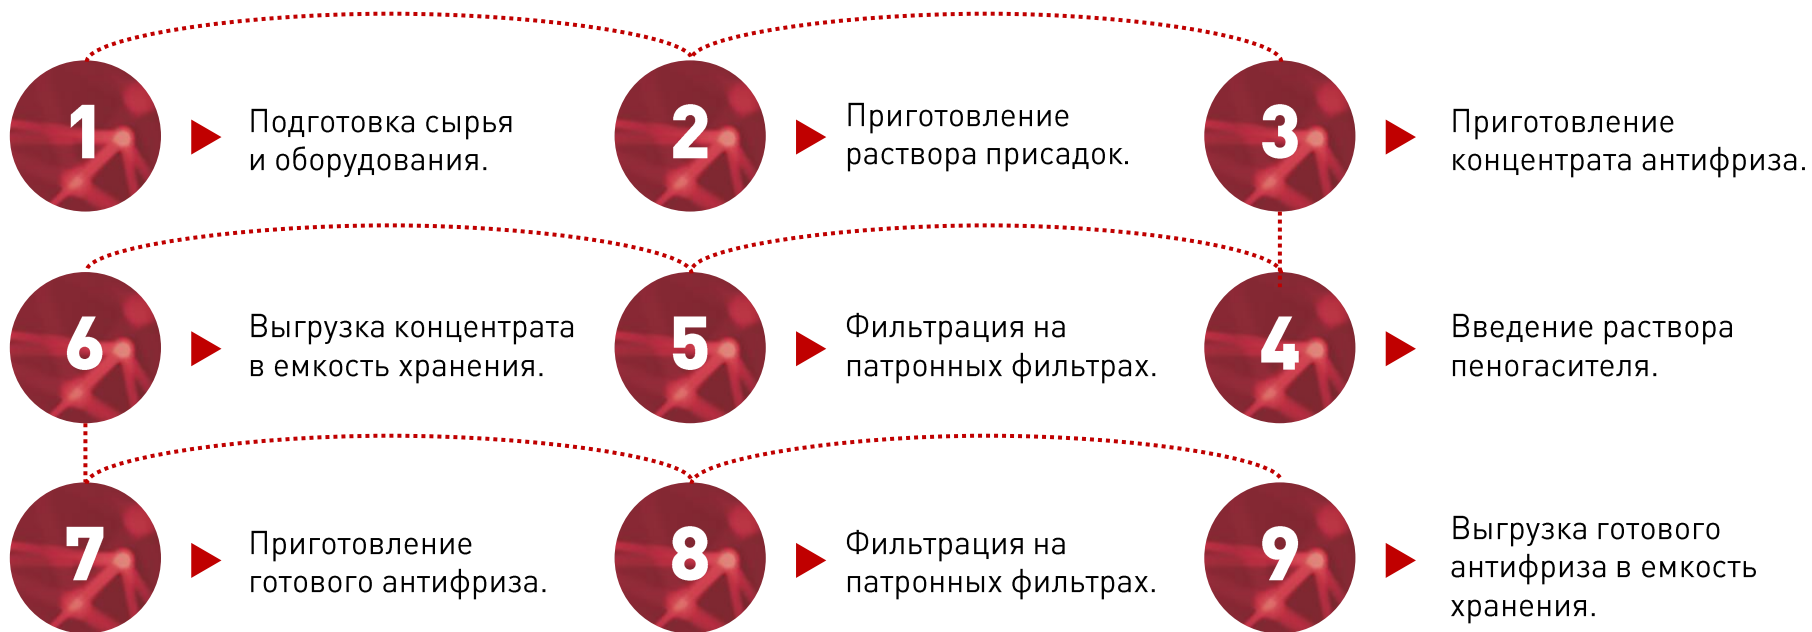 1
Подготовка сырья
и оборудования.
2
Приготовление
раствора присадок.
3
Приготовление
концентрата антифриза.
6
Выгрузка концентрата
в емкость хранения.
5
Фильтрация на
патронных фильтрах.
4
Введение раствора
пеногасителя.
7
Приготовление
готового антифриза.
8
Фильтрация на
патронных фильтрах.
9
Выгрузка готового
антифриза в емкость
хранения.